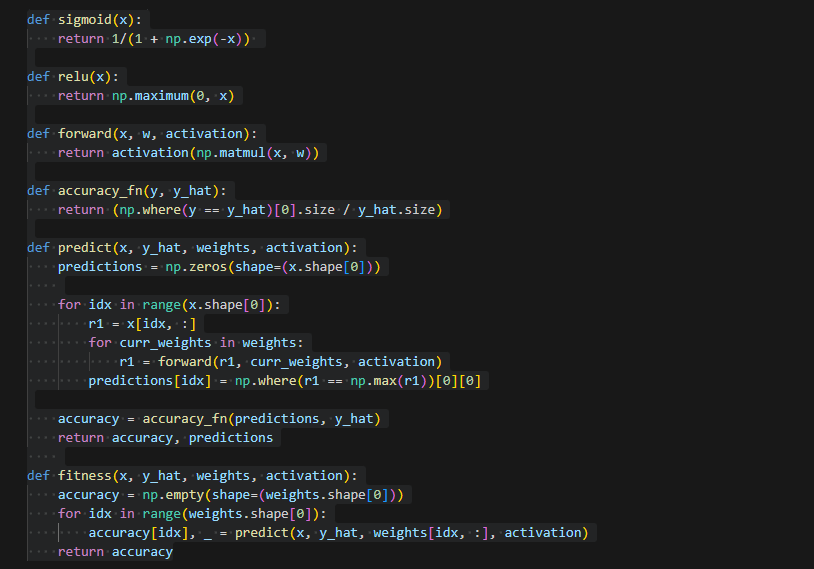 def sigmoid(x):
    return 1/(1 + np.exp(-x))
def relu(x):
    return np.maximum(0, x)
def forward(x, w, activation):
    return activation(np.matmul(x, w))
def accuracy_fn(y, y_hat):
    return (np.where(y == y_hat)[0].size / y_hat.size)
def predict(x, y_hat, weights, activation):
    predictions = np.zeros(shape=(x.shape[0]))
    for idx in range(x.shape[0]):
        r1 = x[idx, :]
        for curr_weights in weights:
            r1 = forward(r1, curr_weights, activation)
        predictions[idx] = np.where(r1 == np.max(r1))[0][0]
    accuracy = accuracy_fn(predictions, y_hat)
    return accuracy, predictions
def fitness(x, y_hat, weights, activation):
    accuracy = np.empty(shape=(weights.shape[0]))
    for idx in range(weights.shape[0]):
        accuracy[idx], _ = predict(x, y_hat, weights[idx, :], activation)
    return accuracy